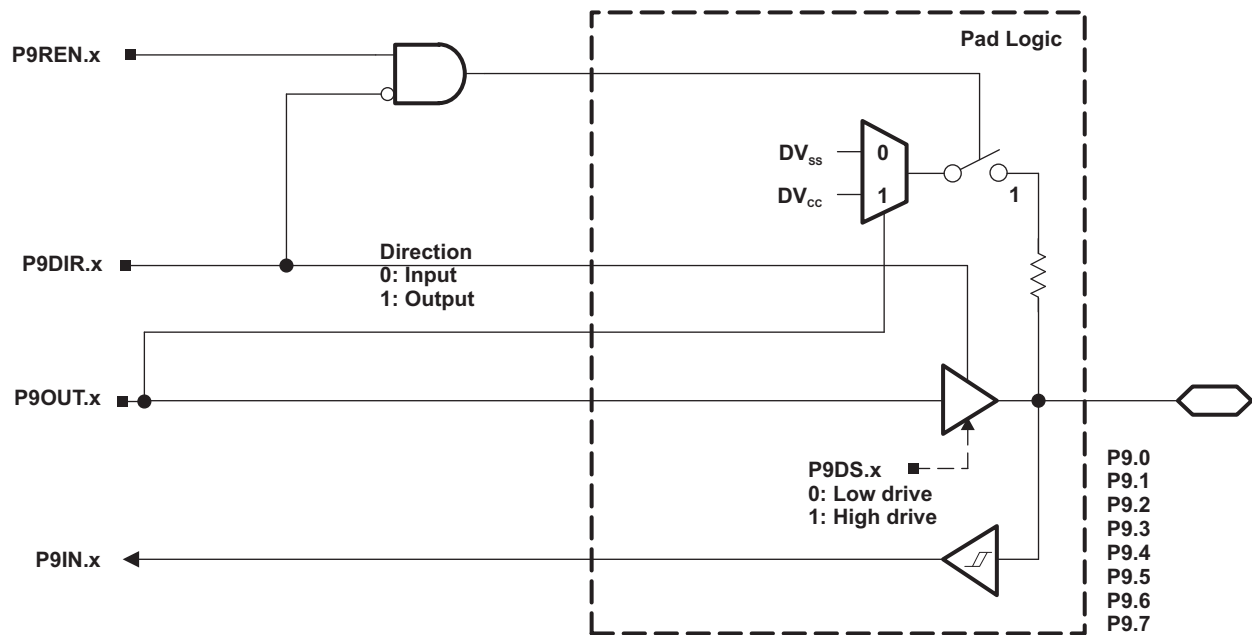 Pad Logic
P9REN.x
DVss
0
DVcc
1
1
P9DIR.x
Direction
0: Input
1: Output
P9OUT.x
P9DS.x
0: Low drive
1: High drive
P9IN.x
P9.0
P9.1
P9.2
P9.3
P9.4
P9.5
P9.6
P9.7